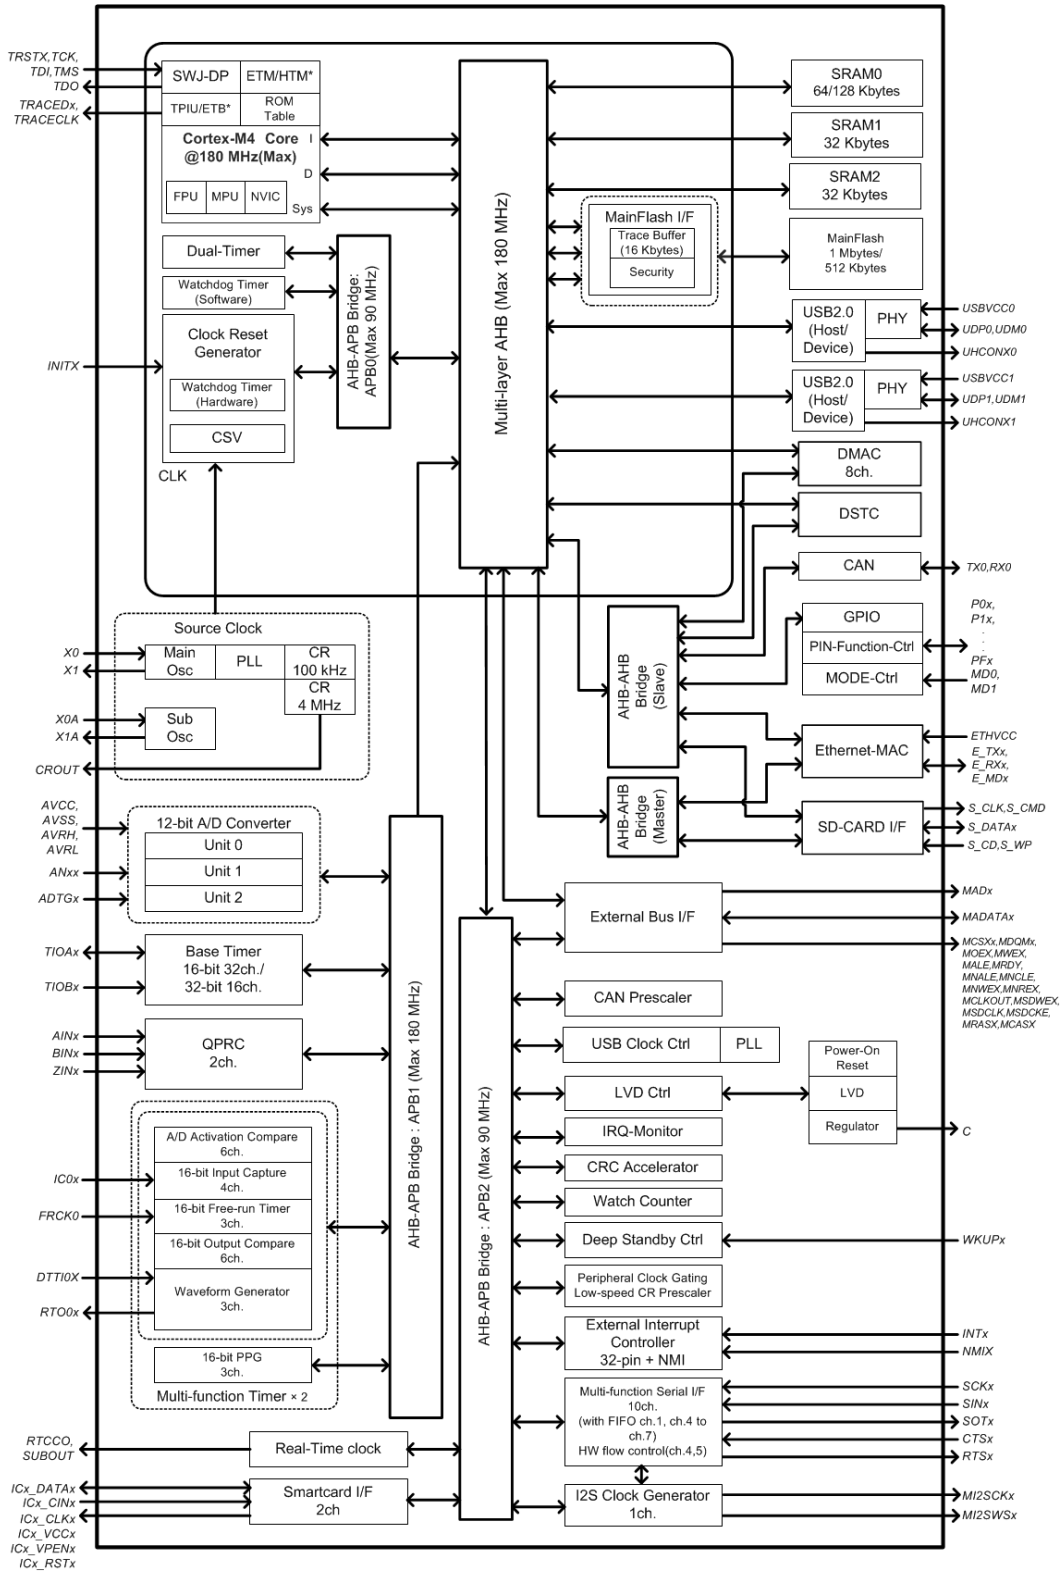 TRSTX,TCK,
TDI,TMS
TDO
TRACEDx,
TRACECLK
SWJ-DP
ETM/HTM*
TPIU/ETB*
ROM
Table
Cortex-M4 Core
@180 MHz(Max)
I
D
Sys
FPU
MPU
NVIC
Dual-Timer
Watchdog Timer
(Software)
INITX
Clock Reset
Generator
Watchdog Timer
(Hardware)
CSV
CLK
AHB-APB Bridge:
APB0(Max 90 MHz)
Multi-layer AHB (Max 180 MHz)
SRAM0
64/128 Kbytes
SRAM1
32 Kbytes
SRAM2
32 Kbytes
MainFlash I/F
Trace Buffer
(16 Kbytes)
Security
MainFlash
1 Mbytes/
512 Kbytes
USB2.0
(Host/
Device)
PHY
USBVCC0
UDP0,UDM0
UHCONX0
USB2.0
(Host/
Device)
PHY
USBVCC1
UDP1,UDM1
UHCONX1
DMAC
8ch.
DSTC
CAN
TX0,RX0
GPIO
PIN-Function-Ctrl
MODE-Ctrl
P0x,
P1x,
.
.
.
PFx
MD0,
MD1
AHB-AHB
Bridge
(Slave)
Ethernet-MAC
ETHVCC
E_TXx,
E_RXx,
E_MDx
AHB-AHB
Bridge
(Master)
SD-CARD I/F
S_CLK,S_CMD
S_DATAx
S_CD,S_WP
Source Clock
X0
X1
Main
Osc
PLL
CR
100 kHz
CR
4 MHz
X0A
X1A
Sub
Osc
CROUT
AVCC,
AVSS,
AVRH,
AVRL
ANxx
ADTGx
12-bit A/D Converter
Unit 0
Unit 1
Unit 2
TIOAx
TIOBx
Base Timer
16-bit 32ch./
32-bit 16ch.
AINx
BINx
ZINx
QPRC
2ch.
IC0x
FRCK0
DTTI0X
RTO0x
A/D Activation Compare
6ch.
16-bit Input Capture
4ch.
16-bit Free-run Timer
3ch.
16-bit Output Compare
6ch.
Waveform Generator
3ch.
16-bit PPG
3ch.
Multi-function Timer × 2
AHB-APB Bridge : APB1 (Max 180 MHz)
AHB-APB Bridge : APB2 (Max 90 MHz)
RTCCO,
SUBOUT
Real-Time clock
ICx_DATAx
ICx_CINx
ICx_CLKx
ICx_VCCx
ICx_VPENx
ICx_RSTx
Smartcard I/F
2ch
External Bus I/F
MADx
MADATAx
MCSXx,MDQMx,
MOEX,MWEX,
MALE,MRDY,
MNALE,MNCLE,
MNWEX,MNREX,
MCLKOUT,MSDWEX,
MSDCLK,MSDCKE,
MRASX,MCASX
CAN Prescaler
USB Clock Ctrl
PLL
LVD Ctrl
Power-On
Reset
LVD
Regulator
C
IRQ-Monitor
CRC Accelerator
Watch Counter
Deep Standby Ctrl
WKUPx
Peripheral Clock Gating
Low-speed CR Prescaler
External Interrupt
Controller
32-pin + NMI
INTx
NMIX
Multi-function Serial I/F
10ch.
(with FIFO ch.1, ch.4 to
ch.7)
HW flow control(ch.4,5)
SCKx
SINx
SOTx
CTSx
RTSx
I2S Clock Generator
1ch.
MI2SCKx
MI2SWSx